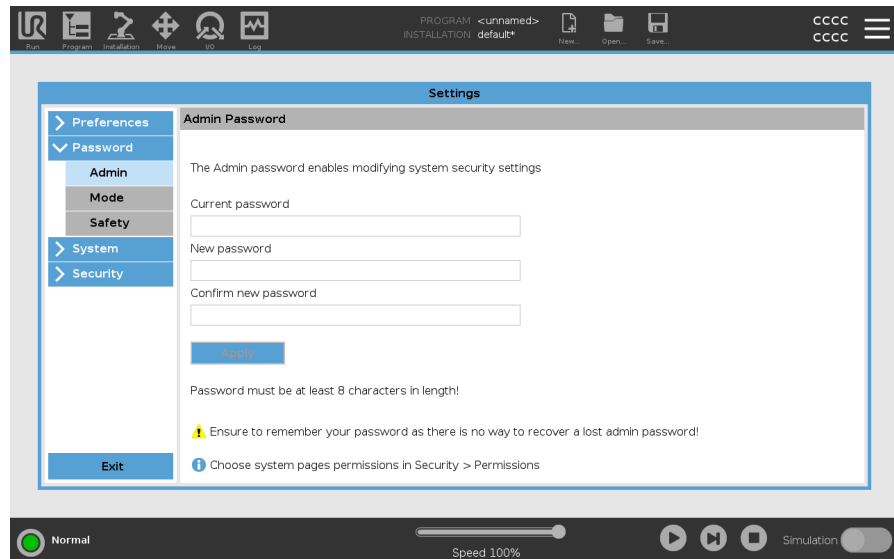 PROGRAM <unnamed>
INSTALLATION default*
CCCC
CCCC
Run Program Installation Move I/O Log New... Open... Save...
Settings
Preferences
Password
Admin
Mode
Safety
System
Security
Exit
Admin Password
The Admin password enables modifying system security settings
Current password
New password
Confirm new password
Apply
Password must be at least 8 characters in length!
Ensure to remember your password as there is no way to recover a lost admin password!
Choose system pages permissions in Security > Permissions
Normal
Speed 100%
Simulation